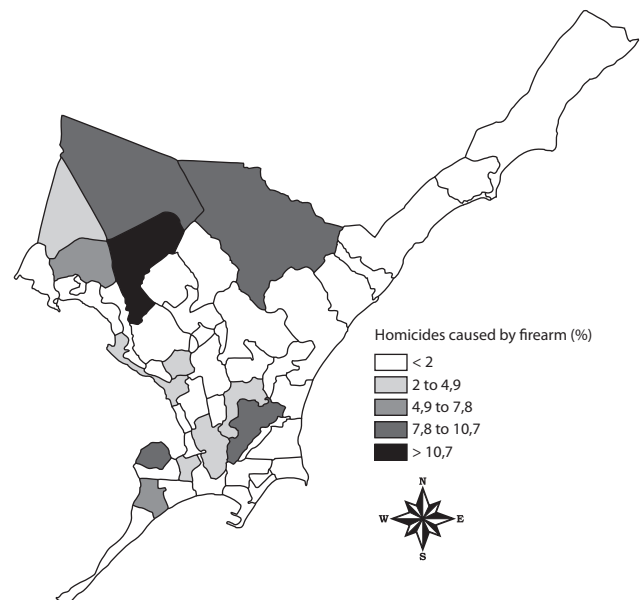 Homicides caused by firearm (%)
< 2
2 to 4,9
4,9 to 7,8
7,8 to 10,7
> 10,7
N
W E
S